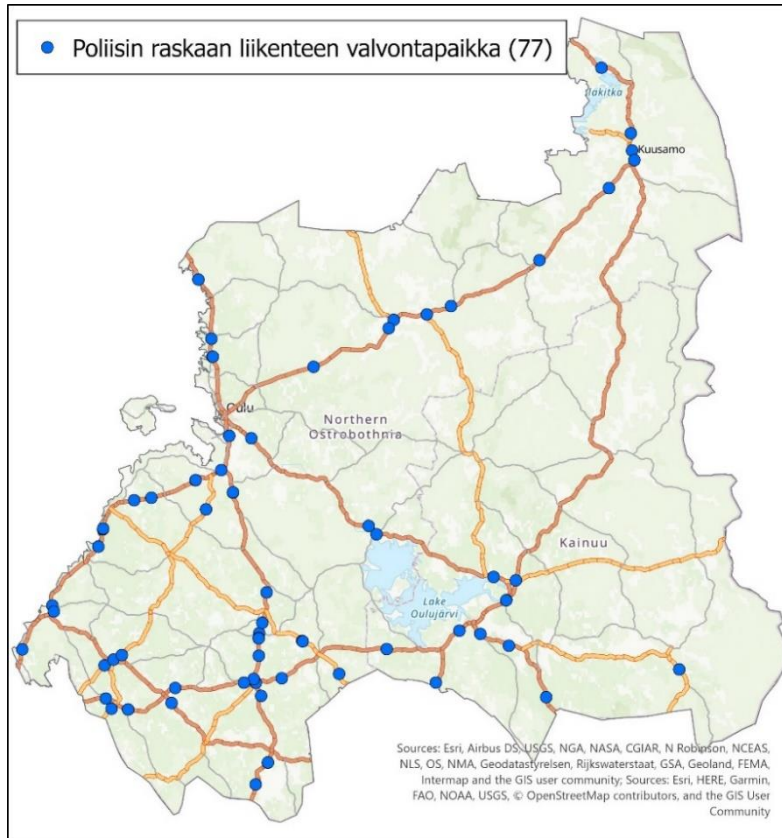 Poliisin raskaan liikenteen valvontapaikka (77)
Kuusamo
Oulu
Northern
Ostrobothnia
Kainuu
Lake
Oulujärvi
Sources: Esri, Airbus DS, USGS, NGA, NASA, CGIAR, N Robinson, NCEAS,
NLS, OS, NMA, Geodatastyrelsen, Rijkswaterstaat, GSA, Geoland, FEMA,
Intermap and the GIS user community; Sources: Esri, HERE, Garmin,
FAO, NOAA, USGS, © OpenStreetMap contributors, and the GIS User
Community